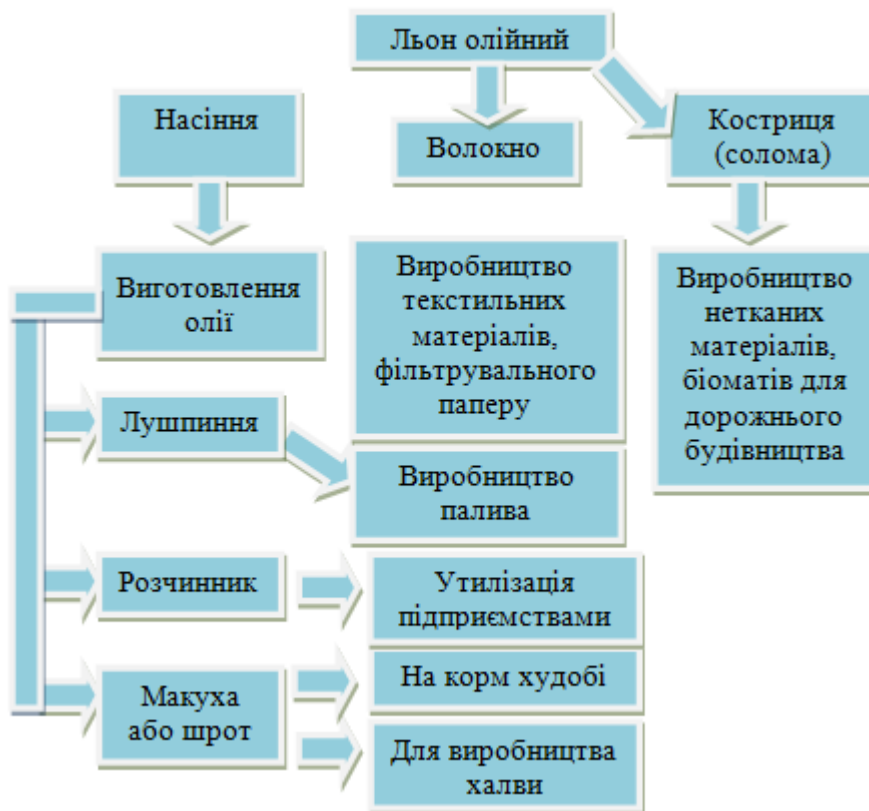 Льон олійний
Насіння
Волокно
Костриця
(солома)
Виготовлення
олії
Виробництво
текстильних
матеріалів,
фільтрувального
паперу
Виробництво
нетканих
матеріалів,
біоматів для
дорожнього
будівництва
Лушпиння
Виробництво
палива
Розчинник
Утилізація
підприємствами
Макуха
або шрот
На корм худобі
Для виробництва
халви